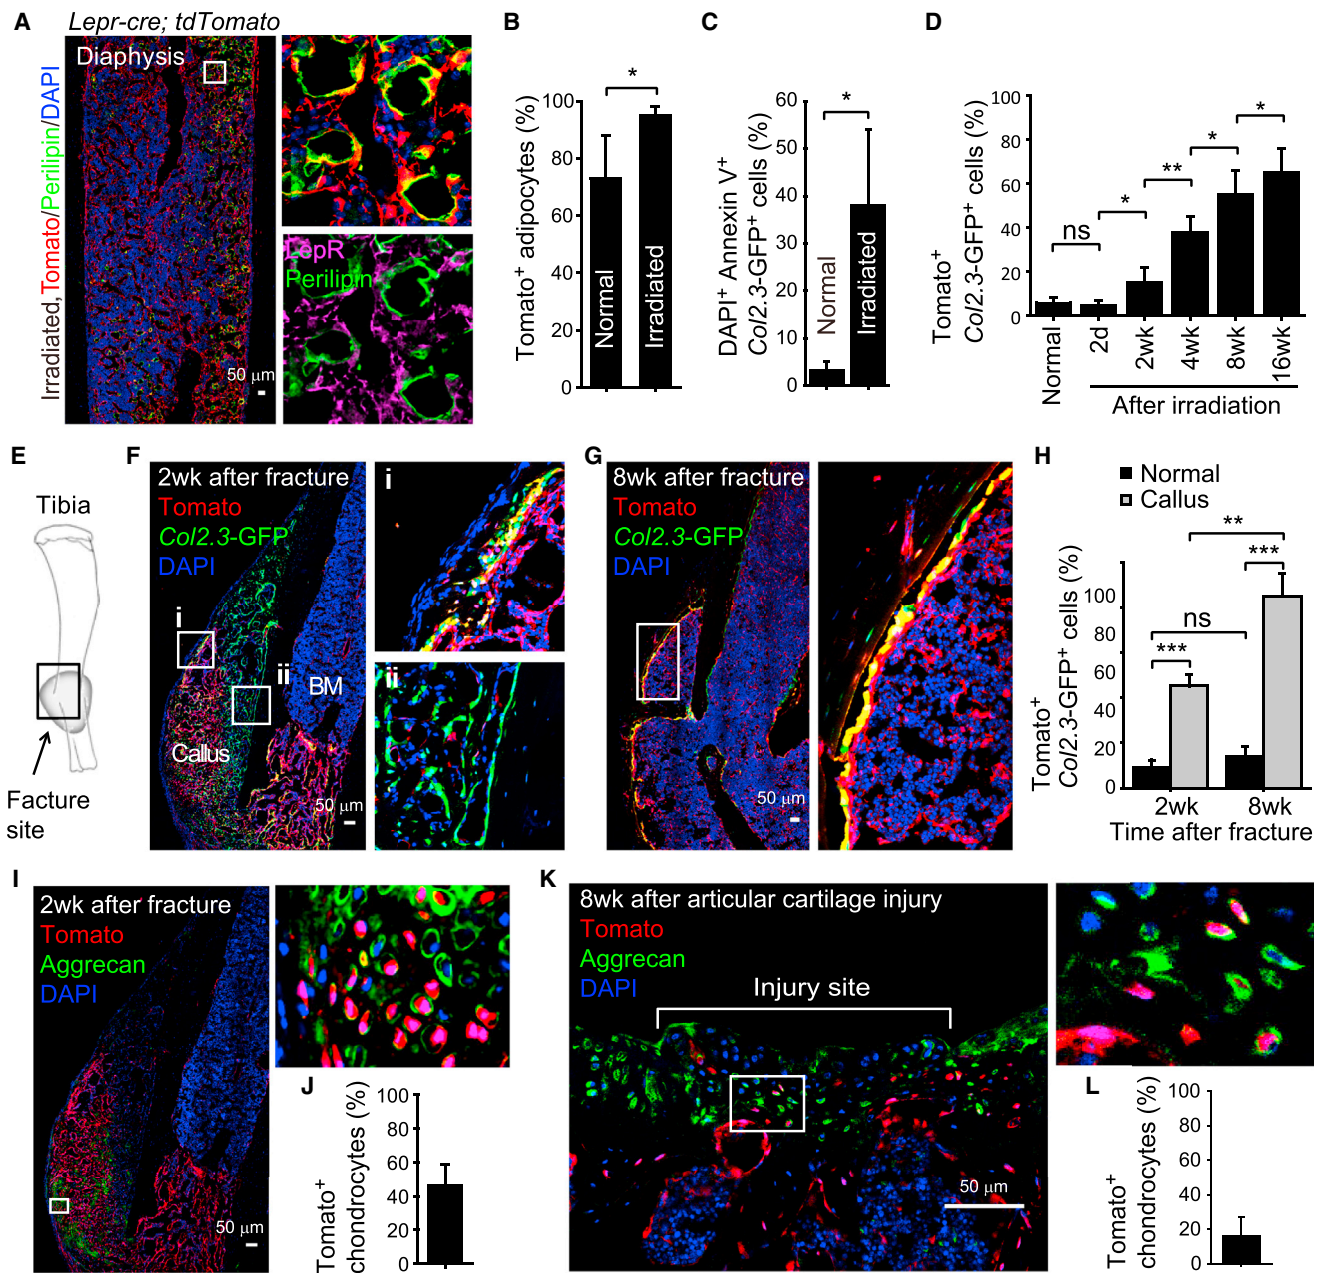 A
Lepr-cre; tdTomato
Irradiated, Tomato/Perilipin/DAPI
Diaphysis
50 μm
LepR
Perilipin
B
Tomato+ adipocytes (%)
100
80
60
40
20
0
*
Normal
Irradiated
C
DAPI+ Annexin V+
Col2.3-GFP+ cells (%)
60
50
40
30
20
10
0
*
Normal
Irradiated
D
Tomato+
Col2.3-GFP+ cells (%)
100
80
60
40
20
0
ns
*
**
*
*
Normal
2d
2wk
4wk
8wk
16wk
After irradiation
E
Tibia
Facture
site
F
2wk after fracture
Tomato
Col2.3-GFP
DAPI
i
ii
BM
Callus
50 μm
i
ii
G
8wk after fracture
Tomato
Col2.3-GFP
DAPI
50 μm
H
Normal
Callus
Tomato+
Col2.3-GFP+ cells (%)
100
80
60
40
20
0
**
***
ns
***
2wk
8wk
Time after fracture
I
2wk after fracture
Tomato
Aggrecan
DAPI
50 μm
J
Tomato+
chondrocytes (%)
100
80
60
40
20
0
K
8wk after articular cartilage injury
Tomato
Aggrecan
DAPI
Injury site
50 μm
L
Tomato+
chondrocytes (%)
100
80
60
40
20
0